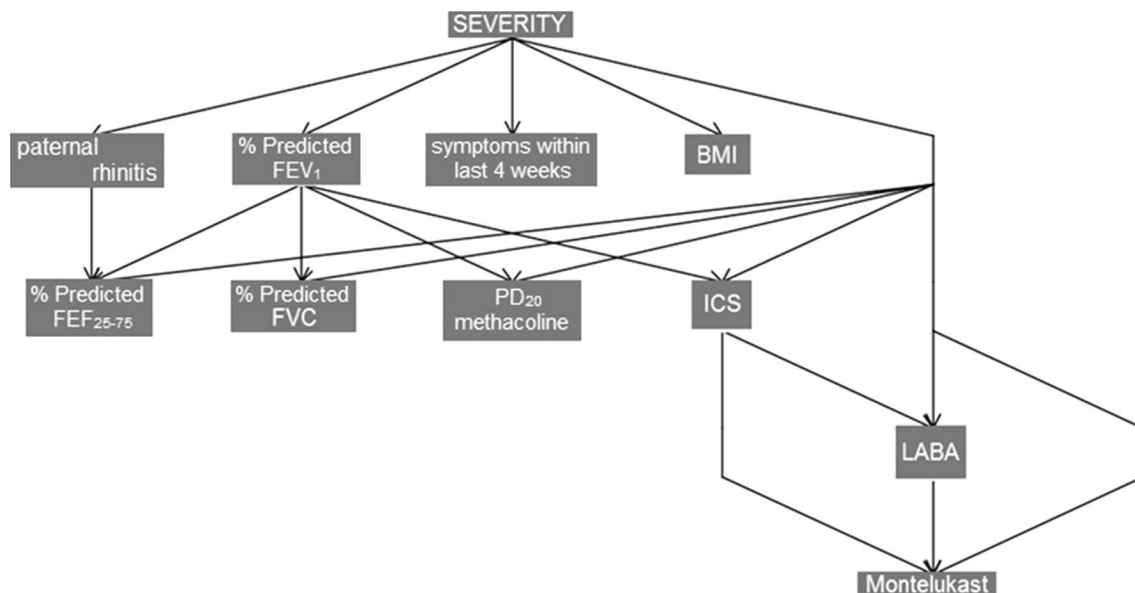 SEVERITY
paternal
rhinitis
% Predicted
FEV₁
symptoms within
last 4 weeks
BMI
% Predicted
FEF₂₅₋₇₅
% Predicted
FVC
PD₂₀
methacoline
ICS
LABA
Montelukast